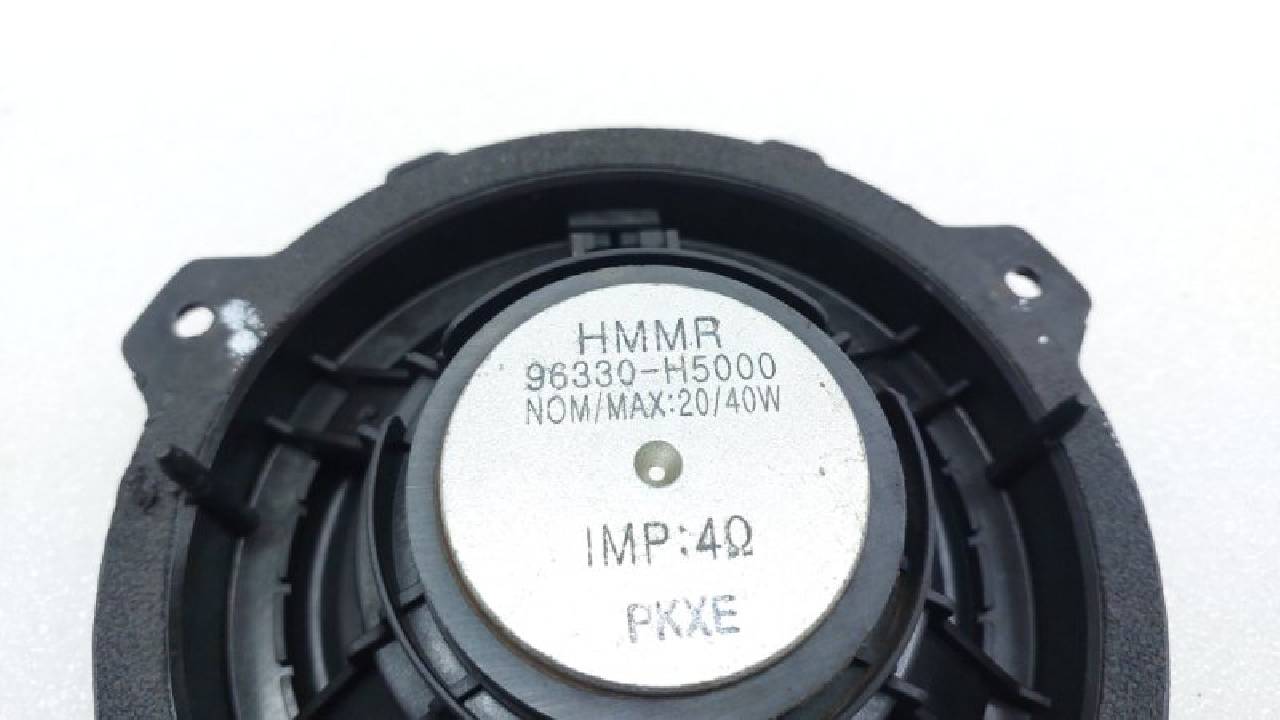 HMMR
96330-H5000
NOM/MAX:20/40W
IMP:4Ω
PKXE